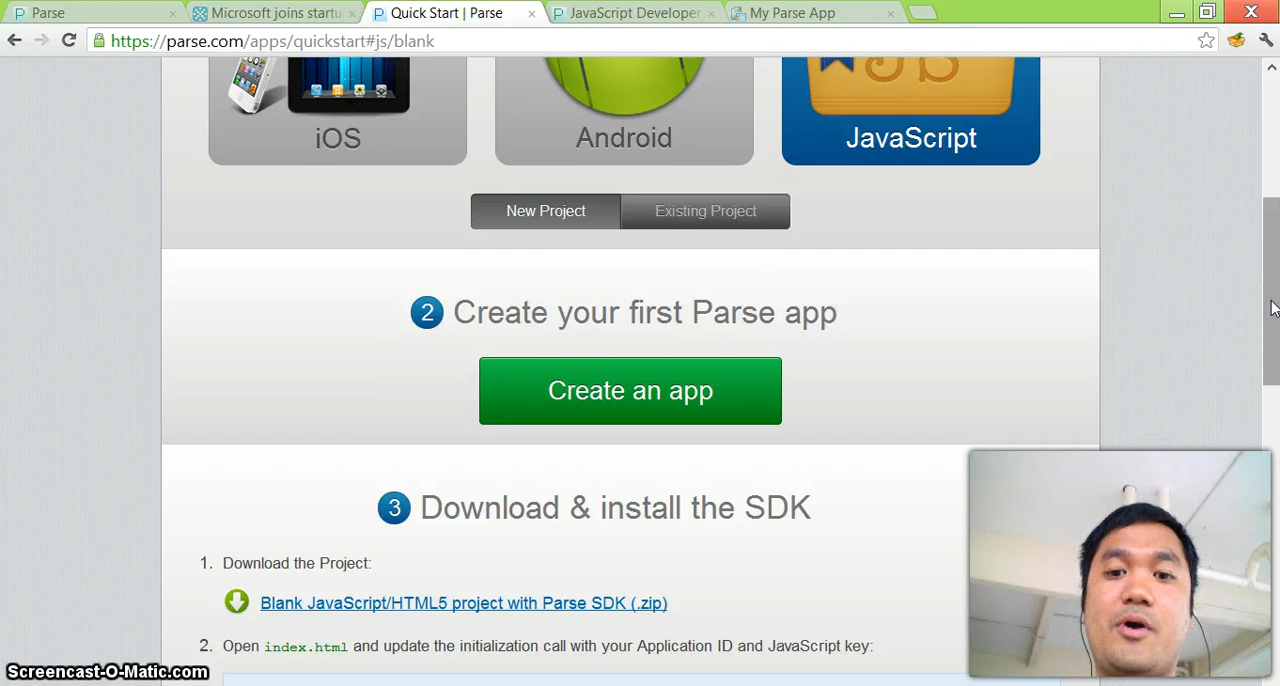 Parse
Microsoft joins startu
Quick Start | Parse
JavaScript Developer
My Parse App
https://parse.com/apps/quickstart#js/blank
iOS
Android
JavaScript
New Project
Existing Project
2 Create your first Parse app
Create an app
3 Download & install the SDK
1. Download the Project:
Blank JavaScript/HTML5 project with Parse SDK (.zip)
2. Open index.html and update the initialization call with your Application ID and JavaScript key:
Screencast-O-Matic.com